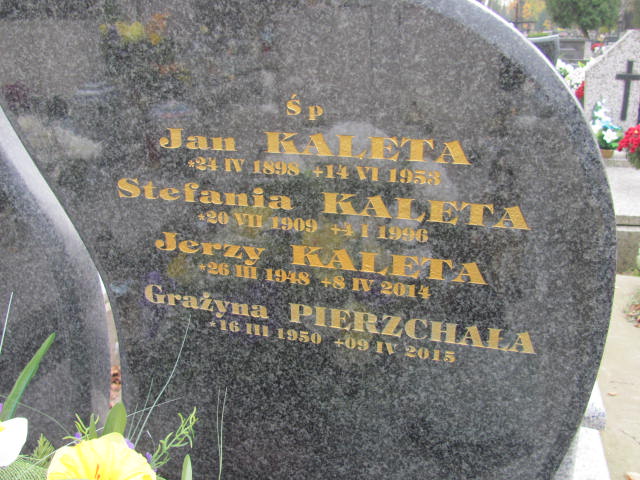 Ś p
Jan KALETA
*24 IV 1898 +14 VI 1953
Stefania KALETA
*20 VII 1909 +4 I 1996
Jerzy KALETA
*26 III 1948 +8 IV 2014
Grażyna PIERZCHAŁA
*16 III 1950 +09 IV 2015